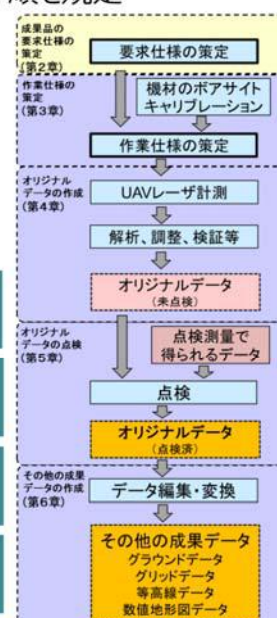 成果品の
要求仕様の
策定
(第2章)
要求仕様の策定
作業仕様
の策定
(第3章)
機材のボアサイト
キャリブレーション
作業仕様の策定
オリジナル
データの作成
(第4章)
UAVレーザ計測
解析、調整、検証等
オリジナルデータ
(未点検)
オリジナル
データの点検
(第5章)
点検測量で
得られるデータ
点検
オリジナルデータ
(点検済)
その他の成果
データの作成
(第6章)
データ編集・変換
その他の成果データ
グラウンドデータ
グリッドデータ
等高線データ
数値地形図データ